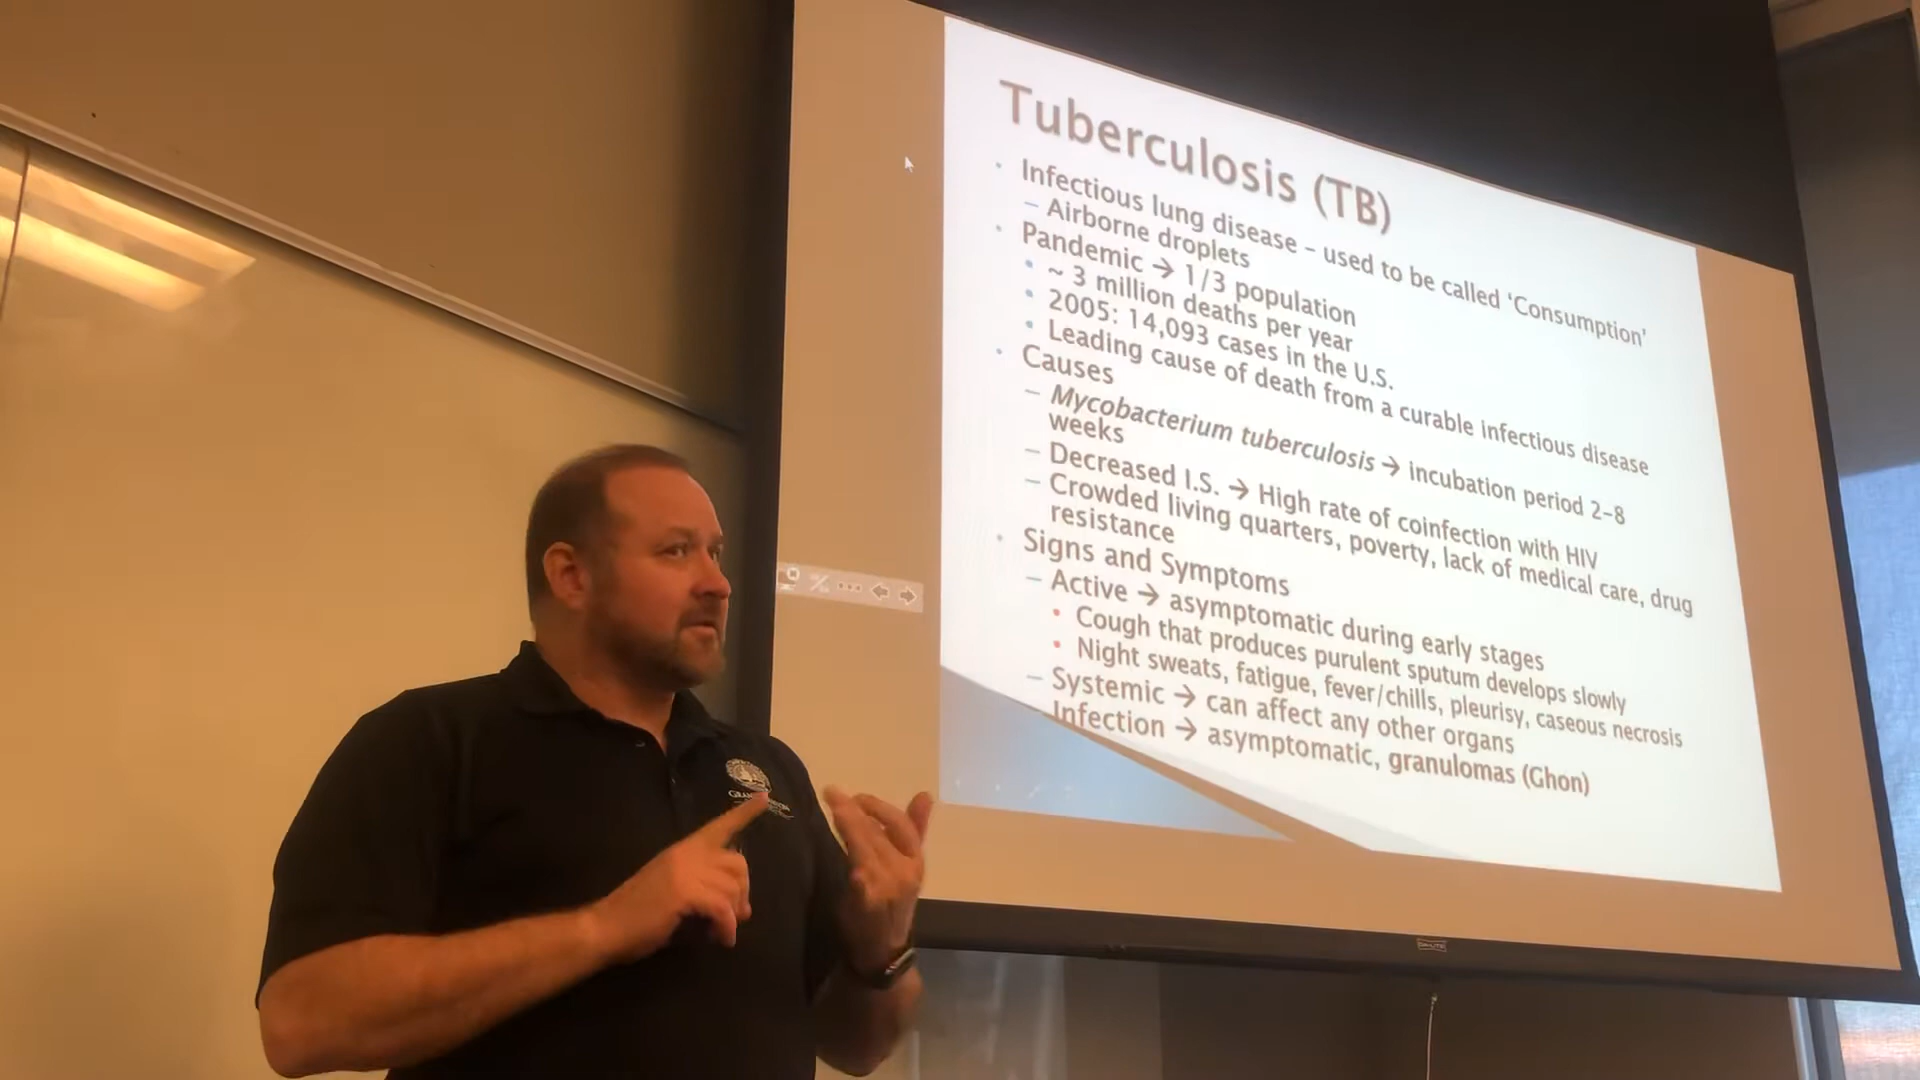 Tuberculosis (TB)
• Infectious lung disease – used to be called ‘Consumption’
– Airborne droplets
• Pandemic → 1/3 population
• ~ 3 million deaths per year
• 2005: 14,093 cases in the U.S.
• Leading cause of death from a curable infectious disease
• Causes
– Mycobacterium tuberculosis → incubation period 2–8
weeks
– Decreased I.S. → High rate of coinfection with HIV
– Crowded living quarters, poverty, lack of medical care, drug
resistance
• Signs and Symptoms
– Active → asymptomatic during early stages
• Cough that produces purulent sputum develops slowly
• Night sweats, fatigue, fever/chills, pleurisy, caseous necrosis
– Systemic → can affect any other organs
Infection → asymptomatic, granulomas (Ghon)
DA-LITE